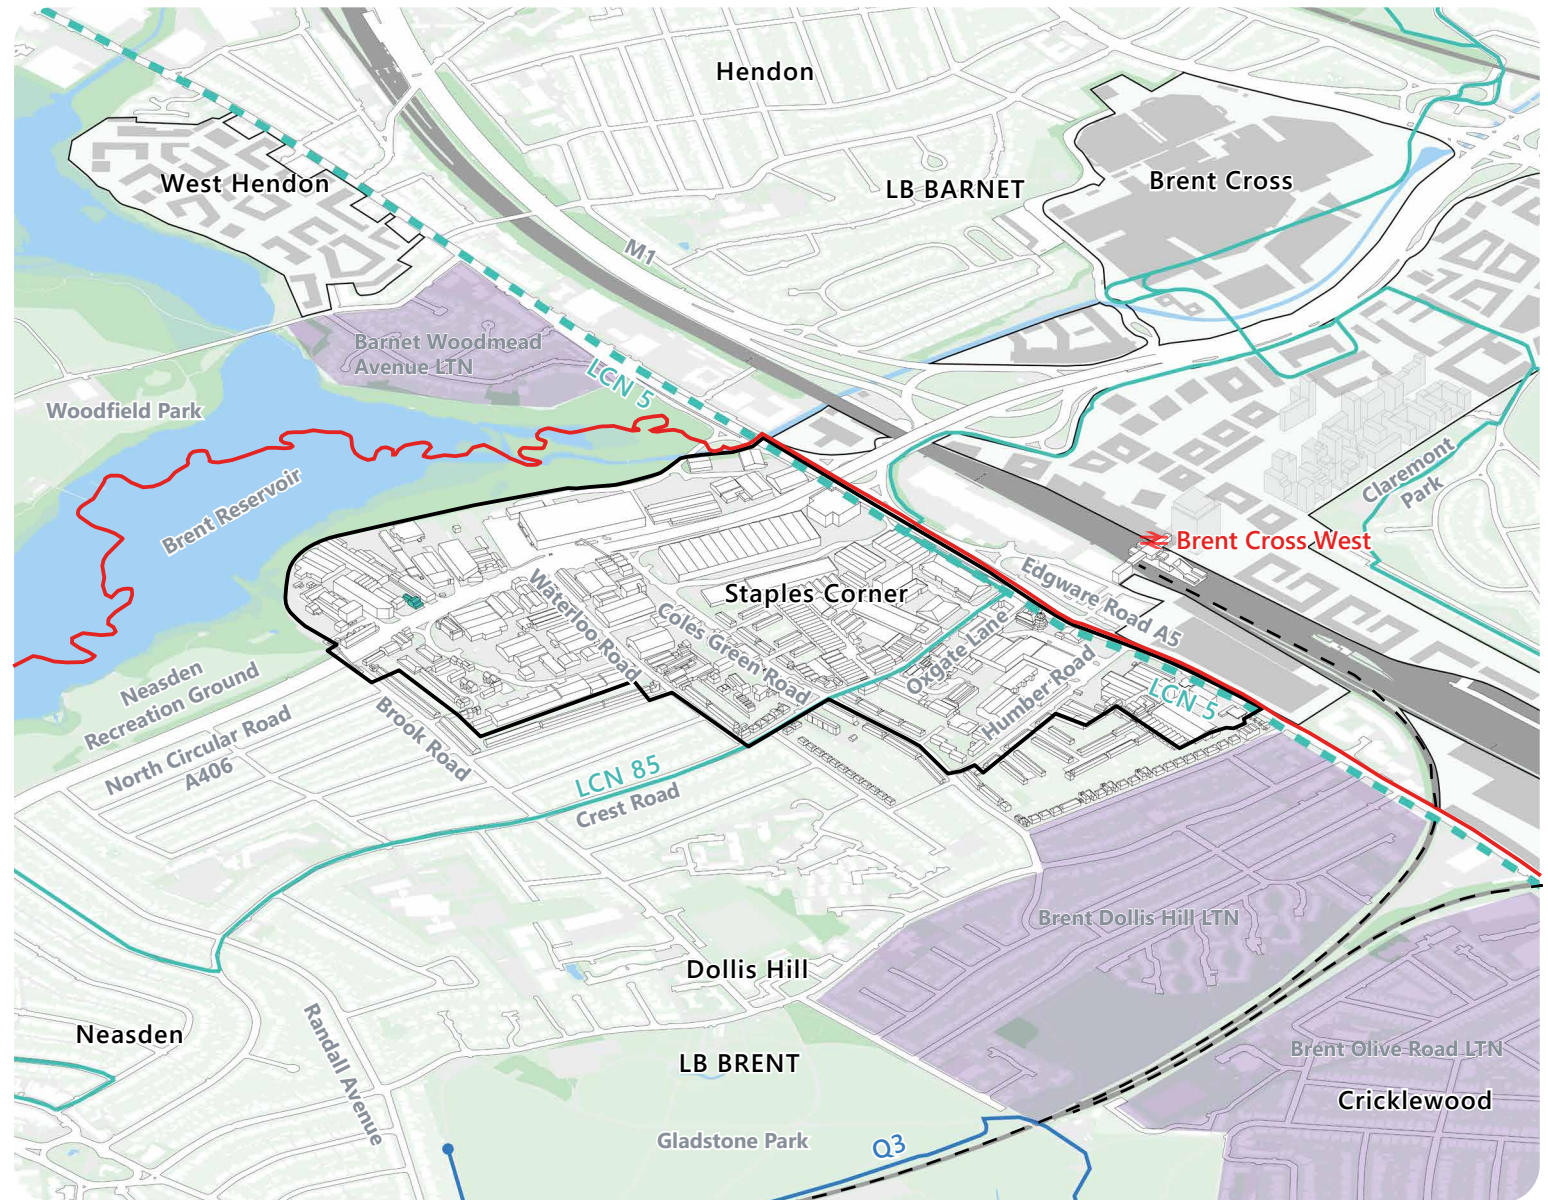 Hendon
West Hendon
LB BARNET
Brent Cross
M1
Barnet Woodmead
Avenue LTN
LCN 5
Woodfield Park
Claremont
Park
Brent Reservoir
Brent Cross West
Edgware Road A5
Staples Corner
Waterloo Road
Coles Green Road
Oxgate Lane
Humber Road
LCN 5
Neasden
Recreation Ground
North Circular Road
A406
Brook Road
LCN 85
Crest Road
Brent Dollis Hill LTN
Dollis Hill
Neasden
Randall Avenue
LB BRENT
Brent Olive Road LTN
Cricklewood
Gladstone Park
Q3